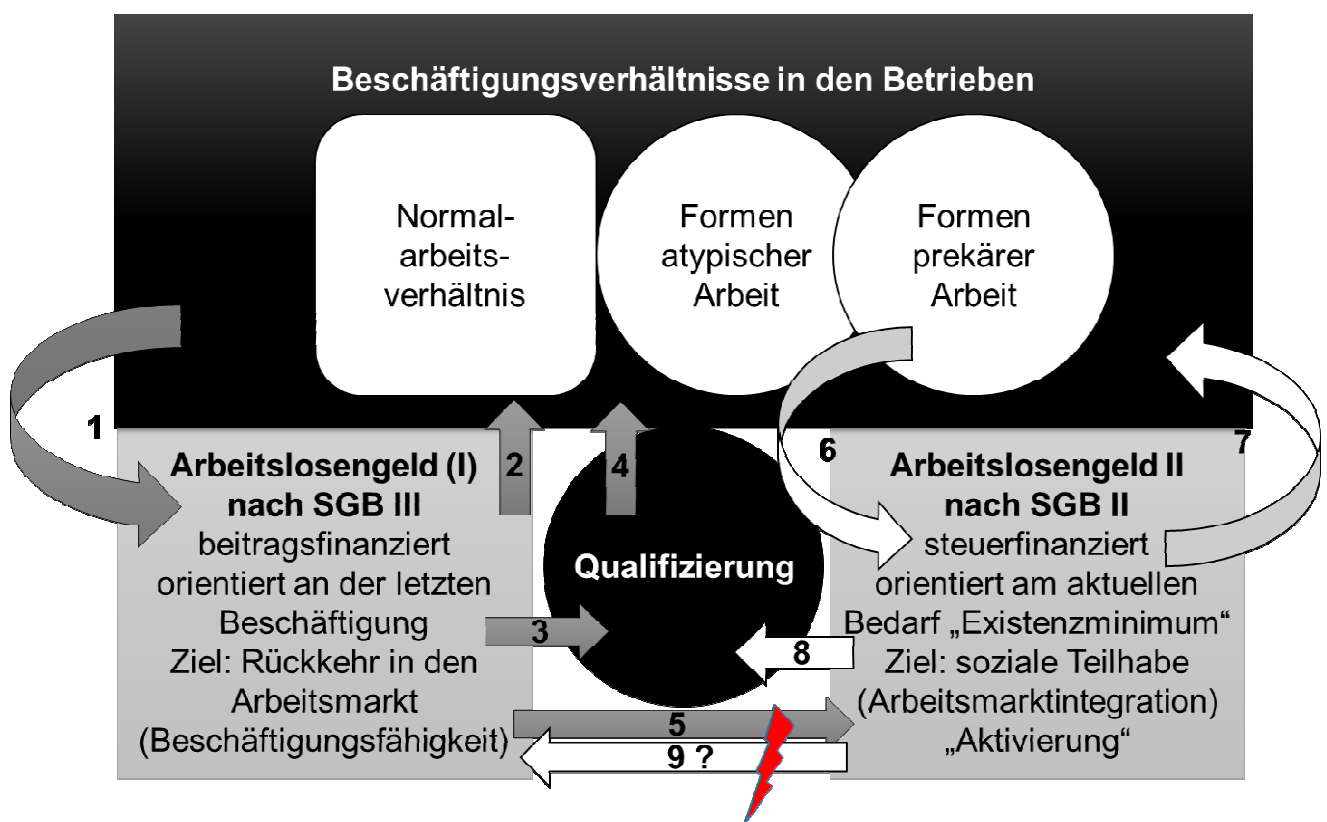 Beschäftigungsverhältnisse in den Betrieben
Normal-
arbeits-
verhältnis
Formen
atypischer
Arbeit
Formen
prekärer
Arbeit
1
2
4
6
7
Arbeitslosengeld (I)
nach SGB III
beitragsfinanziert
orientiert an der letzten
Beschäftigung
Ziel: Rückkehr in den
Arbeitsmarkt
(Beschäftigungsfähigkeit)
Qualifizierung
3
8
5
9 ?
Arbeitslosengeld II
nach SGB II
steuerfinanziert
orientiert am aktuellen
Bedarf „Existenzminimum“
Ziel: soziale Teilhabe
(Arbeitsmarktintegration)
„Aktivierung“